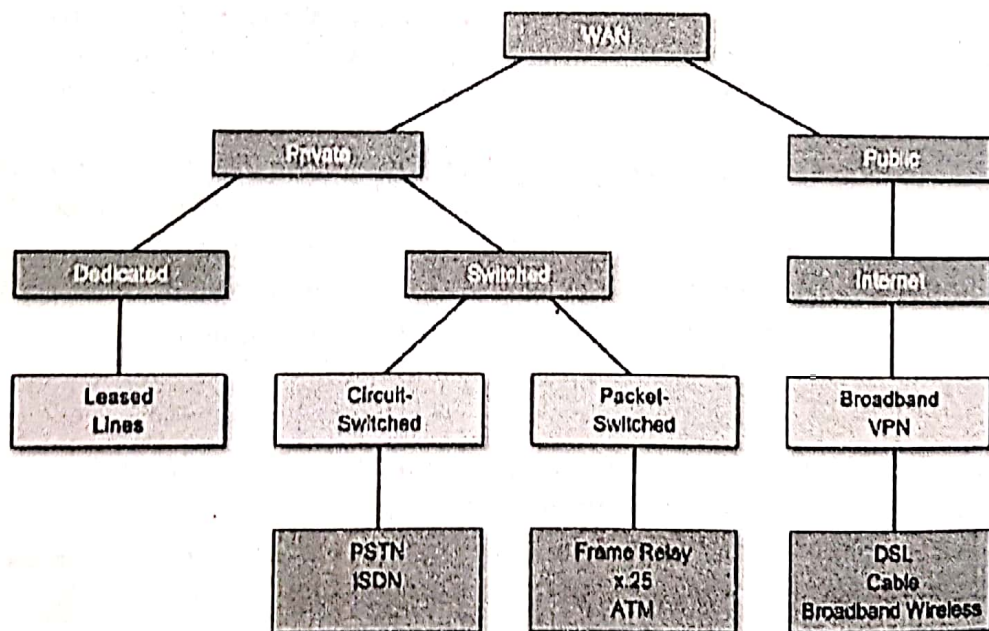 WAN
Private
Public
Dedicated
Switched
Internet
Leased
Lines
Circuit-
Switched
Packet-
Switched
Broadband
VPN
PSTN
ISDN
Frame Relay
x.25
ATM
DSL
Cable
Broadband Wireless